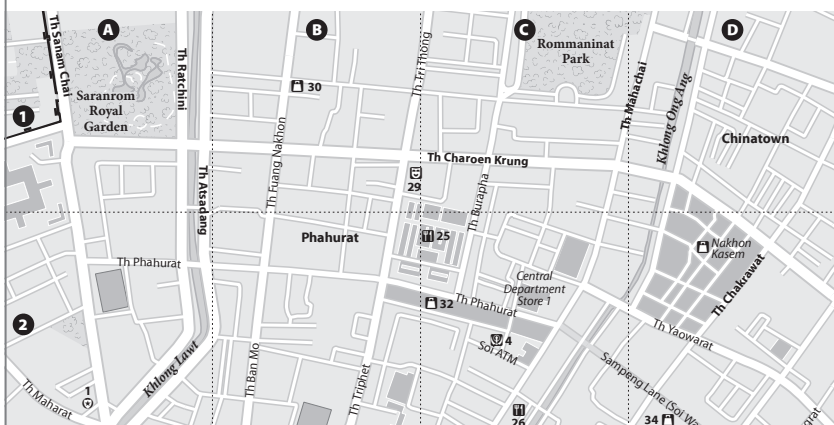 A
B
C
D
1
2
Th Sanam Chai
Saranrom
Royal
Garden
Th Ratchini
Th Atsadang
30
Th Fuang Nakhon
Th Tri Thong
Rommaninat
Park
Th Mahachai
Khlong Ong Ang
Chinatown
Th Charoen Krung
29
Th Burapha
Phahurat
25
Nakhon
Kasem
Th Chakrawat
Th Phahurat
Central
Department
Store 1
32
Th Phahurat
4
Soi ATM
Th Yaowarat
Khlong Lawt
Th Ban Mo
Th Triphet
Sampeng Lane (Soi Wa
1
Th Maharat
26
34
grat